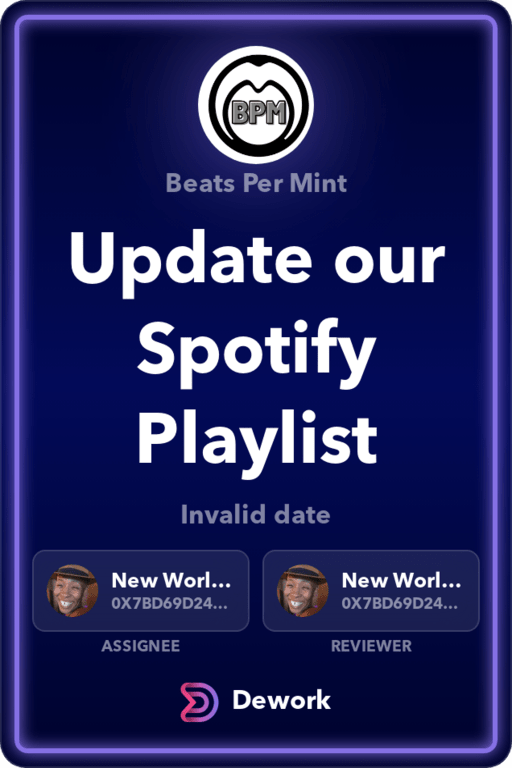 BPM
Beats Per Mint
Update our
Spotify
Playlist
Invalid date
New Worl...
0X7BD69D24...
New Worl...
0X7BD69D24...
ASSIGNEE
REVIEWER
Dework